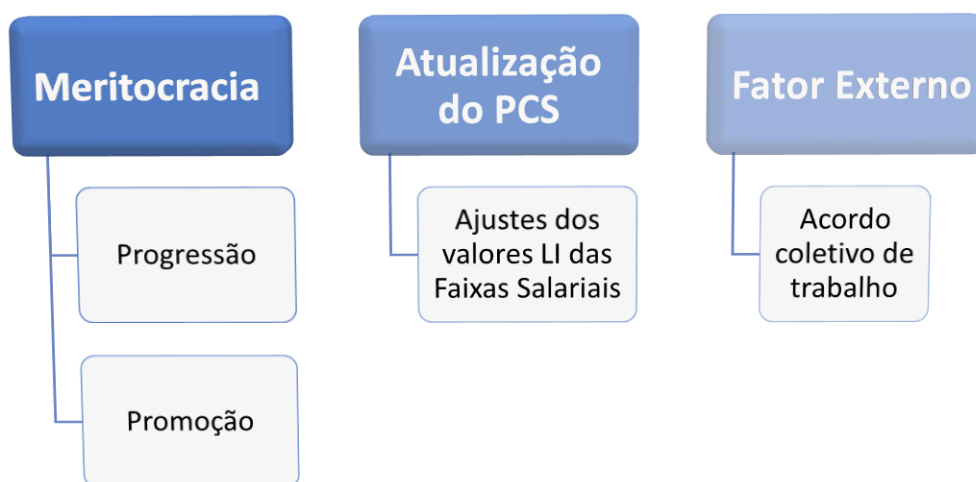 Meritocracia
Progressão
Promoção
Atualização
do PCS
Ajustes dos
valores LI das
Faixas Salariais
Fator Externo
Acordo
coletivo de
trabalho